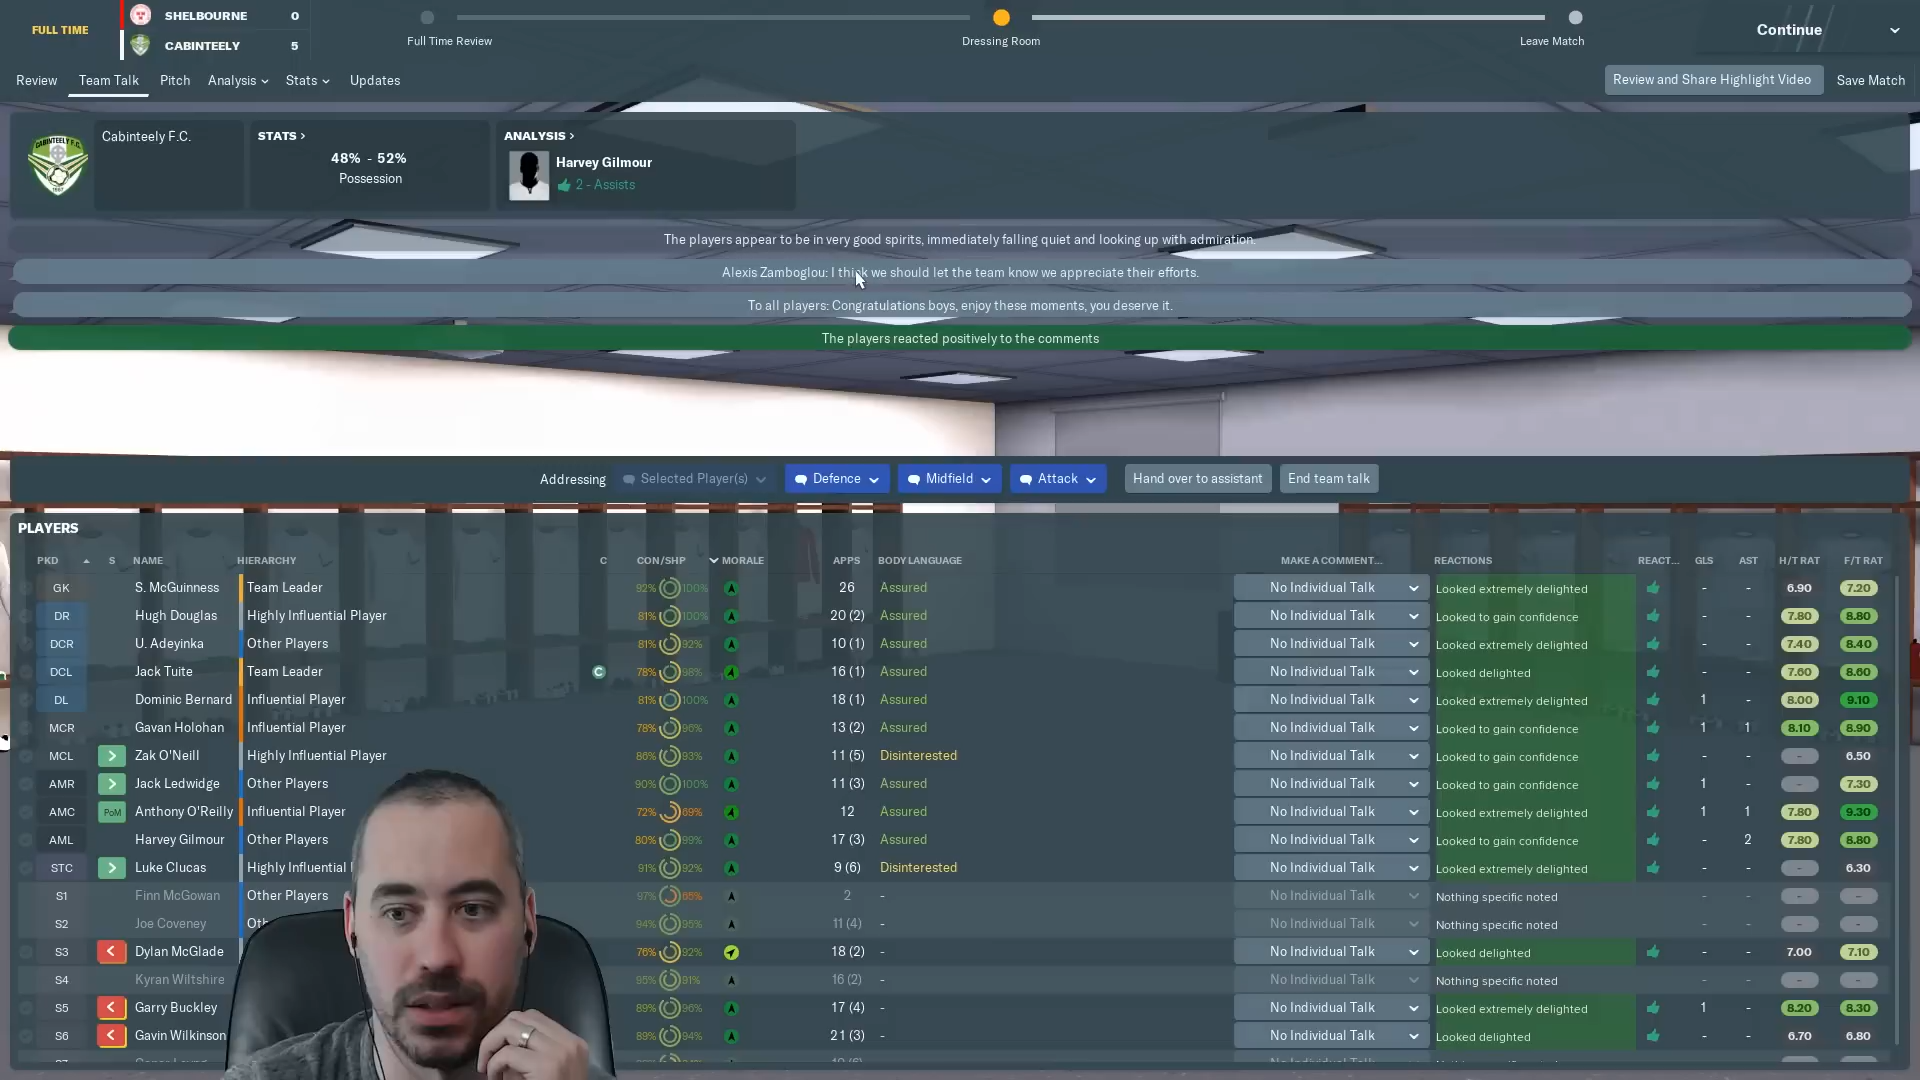 FULL TIME
SHELBOURNE 0
CABINTEELY 5
Full Time Review
Dressing Room
Leave Match
Continue
Review Team Talk Pitch Analysis Stats Updates
Review and Share Highlight Video Save Match
Cabinteely F.C.
STATS >
48% - 52%
Possession
ANALYSIS >
Harvey Gilmour
2 - Assists
The players appear to be in very good spirits, immediately falling quiet and looking up with admiration.
Alexis Zamboglou: I think we should let the team know we appreciate their efforts.
To all players: Congratulations boys, enjoy these moments, you deserve it.
The players reacted positively to the comments
Addressing Selected Player(s) Defence Midfield Attack Hand over to assistant End team talk
PLAYERS
PKD S NAME HIERARCHY C CON/SHP MORALE APPS BODY LANGUAGE MAKE A COMMENT... REACTIONS REACT... GLS AST H/T RAT F/T RAT
GK S. McGuinness Team Leader 92% 100% 26 Assured No Individual Talk Looked extremely delighted - - 6.90 7.20
DR Hugh Douglas Highly Influential Player 81% 100% 20 (2) Assured No Individual Talk Looked to gain confidence - - 7.80 8.80
DCR U. Adeyinka Other Players 81% 92% 10 (1) Assured No Individual Talk Looked extremely delighted - - 7.40 8.40
DCL Jack Tuite Team Leader C 78% 98% 16 (1) Assured No Individual Talk Looked delighted - - 7.60 8.60
DL Dominic Bernard Influential Player 81% 100% 18 (1) Assured No Individual Talk Looked extremely delighted 1 - 8.00 9.10
MCR Gavan Holohan Influential Player 78% 96% 13 (2) Assured No Individual Talk Looked to gain confidence 1 1 8.10 8.90
MCL Zak O'Neill Highly Influential Player 86% 93% 11 (5) Disinterested No Individual Talk Looked extremely delighted - - - 6.50
AMR Jack Ledwidge Other Players 90% 100% 11 (3) Assured No Individual Talk Looked to gain confidence 1 - - 7.30
AMC PoM Anthony O'Reilly Influential Player 72% 69% 12 Assured No Individual Talk Looked extremely delighted 1 1 7.80 9.30
AML Harvey Gilmour Other Players 80% 99% 17 (3) Assured No Individual Talk Looked to gain confidence - 2 7.80 8.80
STC Luke Clucas Highly Influential 91% 92% 9 (6) Disinterested No Individual Talk Looked extremely delighted - - - 6.30
S1 Finn McGowan Other Players 97% 65% 2 - No Individual Talk Nothing specific noted - - - -
S2 Joe Coveney Oth 94% 95% 11 (4) - No Individual Talk Nothing specific noted - - - -
S3 Dylan McGlade 76% 92% 18 (2) - No Individual Talk Looked delighted - - 7.00 7.10
S4 Kyran Wiltshire 95% 91% 16 (2) - No Individual Talk Nothing specific noted - - - -
S5 Garry Buckley 89% 96% 17 (4) - No Individual Talk Looked extremely delighted 1 - 8.20 8.30
S6 Gavin Wilkinson 89% 94% 21 (3) - No Individual Talk Looked delighted - - 6.70 6.80